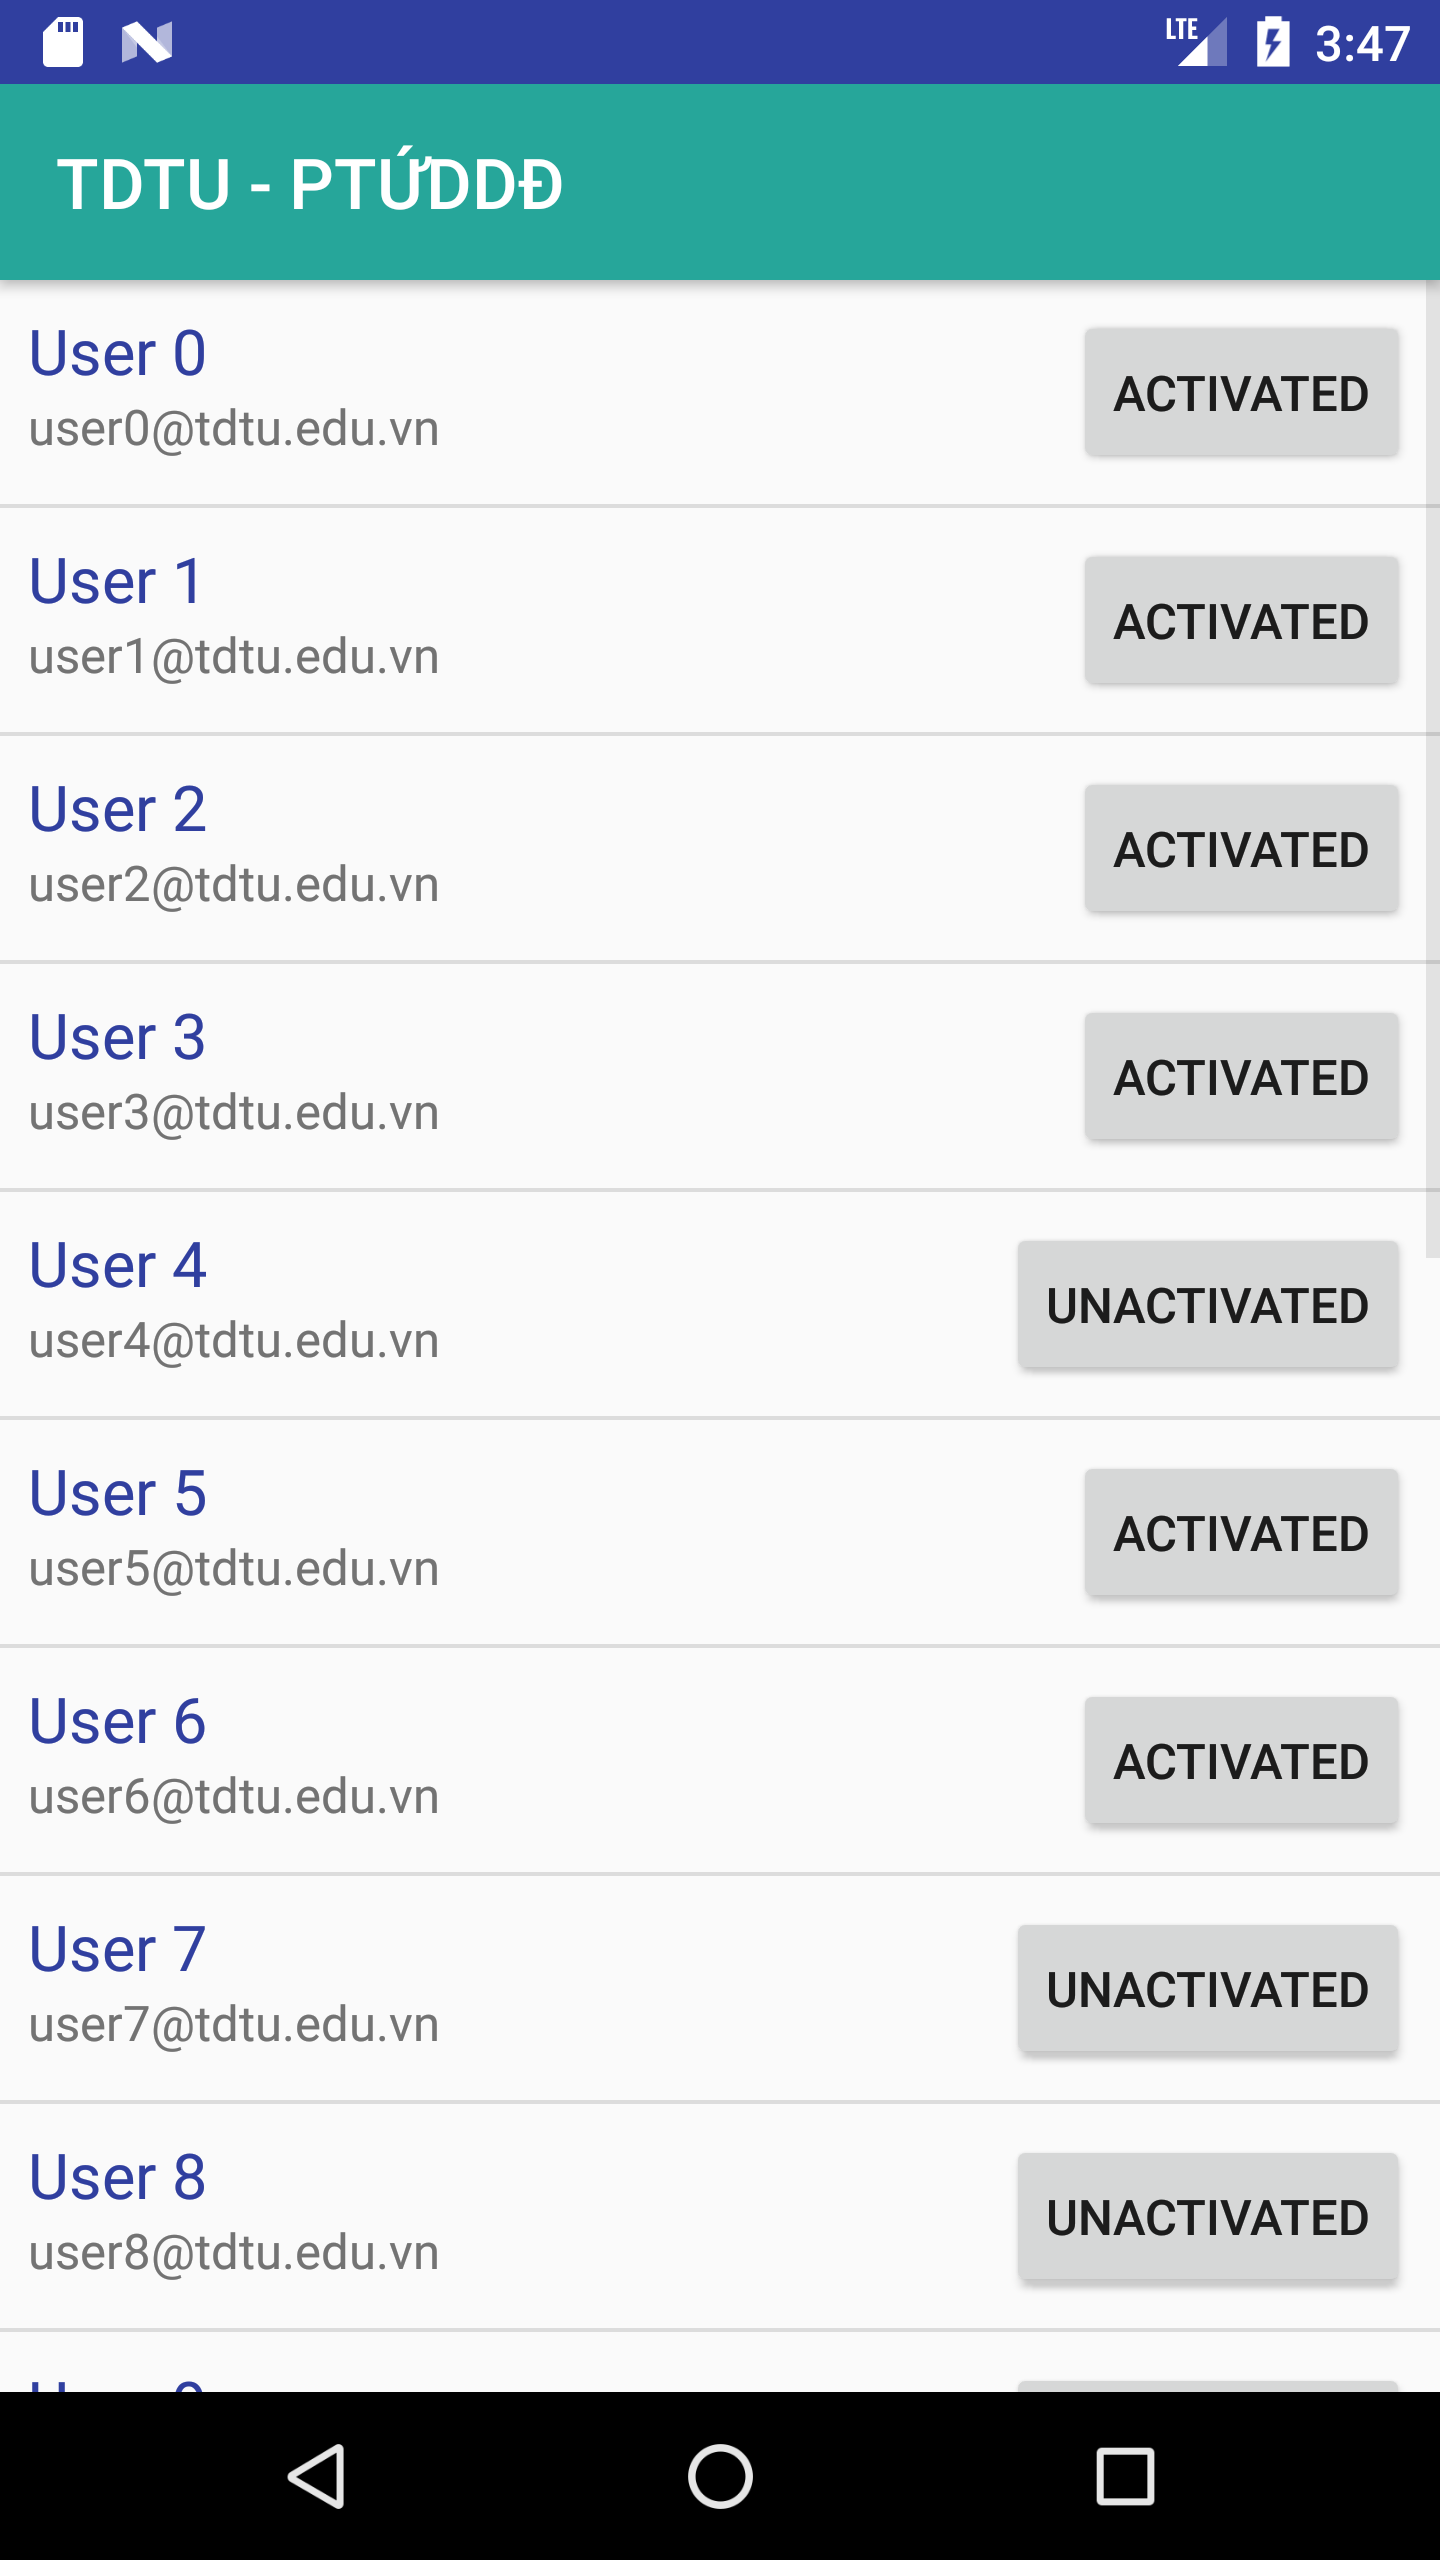 LTE 3:47
TDTU - PTỨDDĐ
User 0
user0@tdtu.edu.vn
ACTIVATED
User 1
user1@tdtu.edu.vn
ACTIVATED
User 2
user2@tdtu.edu.vn
ACTIVATED
User 3
user3@tdtu.edu.vn
ACTIVATED
User 4
user4@tdtu.edu.vn
UNACTIVATED
User 5
user5@tdtu.edu.vn
ACTIVATED
User 6
user6@tdtu.edu.vn
ACTIVATED
User 7
user7@tdtu.edu.vn
UNACTIVATED
User 8
user8@tdtu.edu.vn
UNACTIVATED